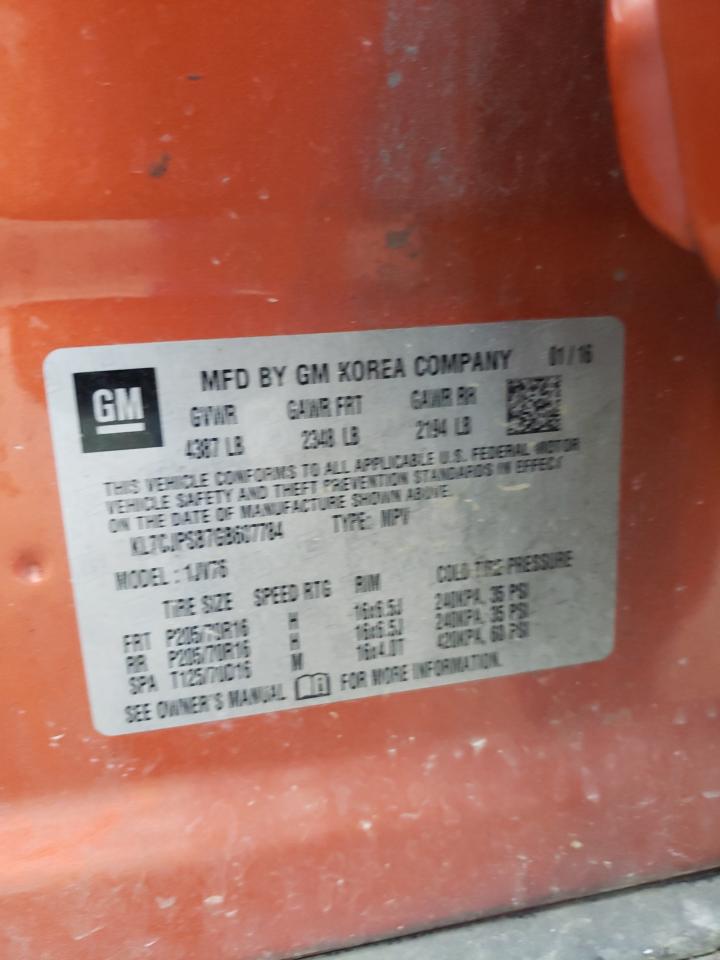 GM
MFD BY GM KOREA COMPANY 01/16
GVWR GAWR FRT GAWR RR
4387 LB 2348 LB 2194 LB
THIS VEHICLE CONFORMS TO ALL APPLICABLE U.S. FEDERAL MOTOR
VEHICLE SAFETY AND THEFT PREVENTION STANDARDS IN EFFECT
ON THE DATE OF MANUFACTURE SHOWN ABOVE.
TYPE: MPV
MODEL: 1JV76
TIRE SIZE SPEED RTG RIM COLD TIRE PRESSURE
FRT P205/70R16 H 16x6.5J 240KPA, 35 PSI
RR P205/70R16 H 16x6.5J 240KPA, 35 PSI
SPA T125/70D16 M 16x4.0T 420KPA, 60 PSI
SEE OWNER'S MANUAL FOR MORE INFORMATION.